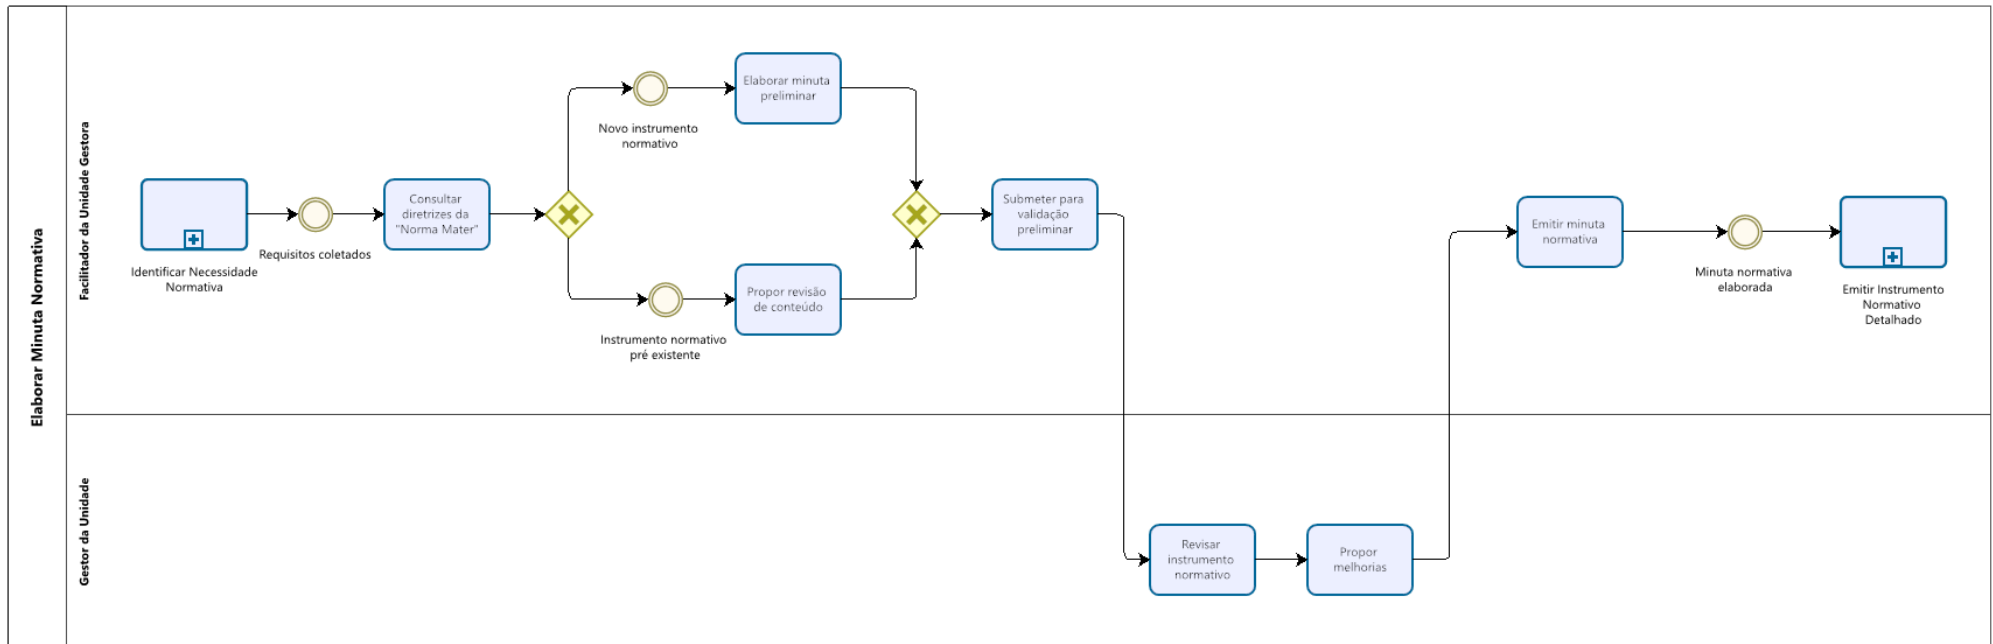 Elaborar Minuta Normativa
Facilitador da Unidade Gestora
Identificar Necessidade
Normativa
Requisitos coletados
Consultar
diretrizes da
"Norma Mater"
Novo instrumento
normativo
Elaborar minuta
preliminar
Instrumento normativo
pré existente
Propor revisão
de conteúdo
Submeter para
validação
preliminar
Emitir minuta
normativa
Minuta normativa
elaborada
Emitir Instrumento
Normativo
Detalhado
Gestor da Unidade
Revisar
instrumento
normativo
Propor
melhorias